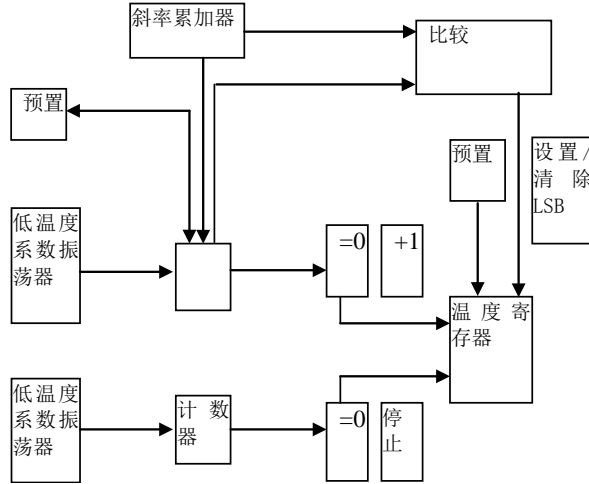 斜率累加器
比较
预置
预置
设置/
清除
LSB
低温度
系数振
荡器
=0
+1
温度寄
存器
低温度
系数振
荡器
计数
器
=0
停
止